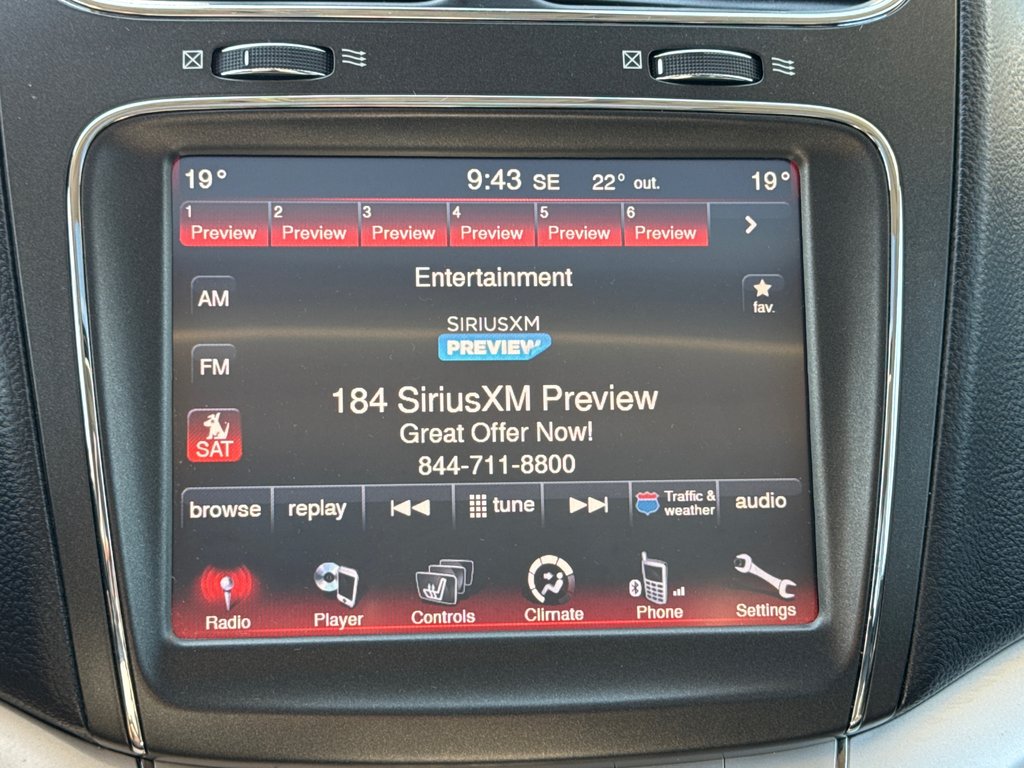 19° 9:43 SE 22° out. 19°
1 2 3 4 5 6
Preview Preview Preview Preview Preview Preview
Entertainment
AM
fav.
SIRIUSXM
PREVIEW
FM
184 SiriusXM Preview
Great Offer Now!
SAT
844-711-8800
browse replay tune Traffic & weather audio
Radio Player Controls Climate Phone Settings